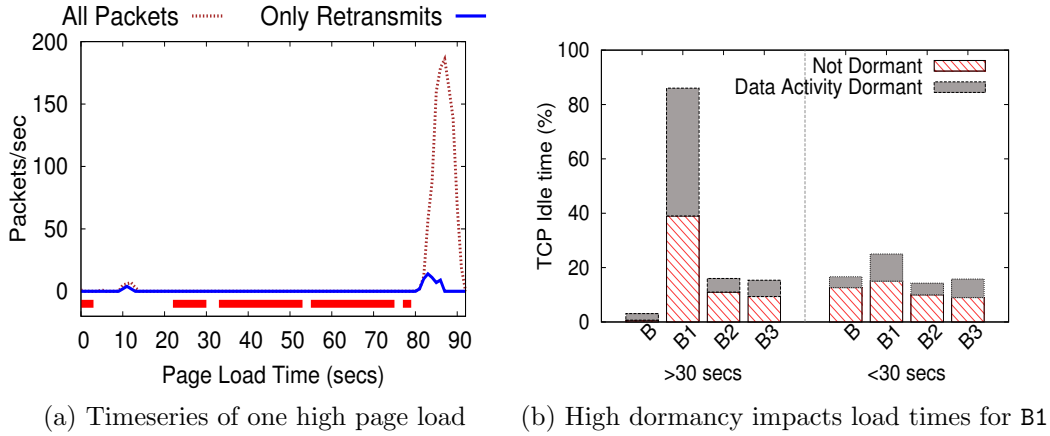 All Packets
Only Retransmits
200
150
100
50
0
Packets/sec
0 10 20 30 40 50 60 70 80 90
Page Load Time (secs)
(a) Timeseries of one high page load
Not Dormant
Data Activity Dormant
100
80
60
40
20
0
TCP Idle time (%)
B B1 B2 B3 B B1 B2 B3
>30 secs <30 secs
(b) High dormancy impacts load times for B1